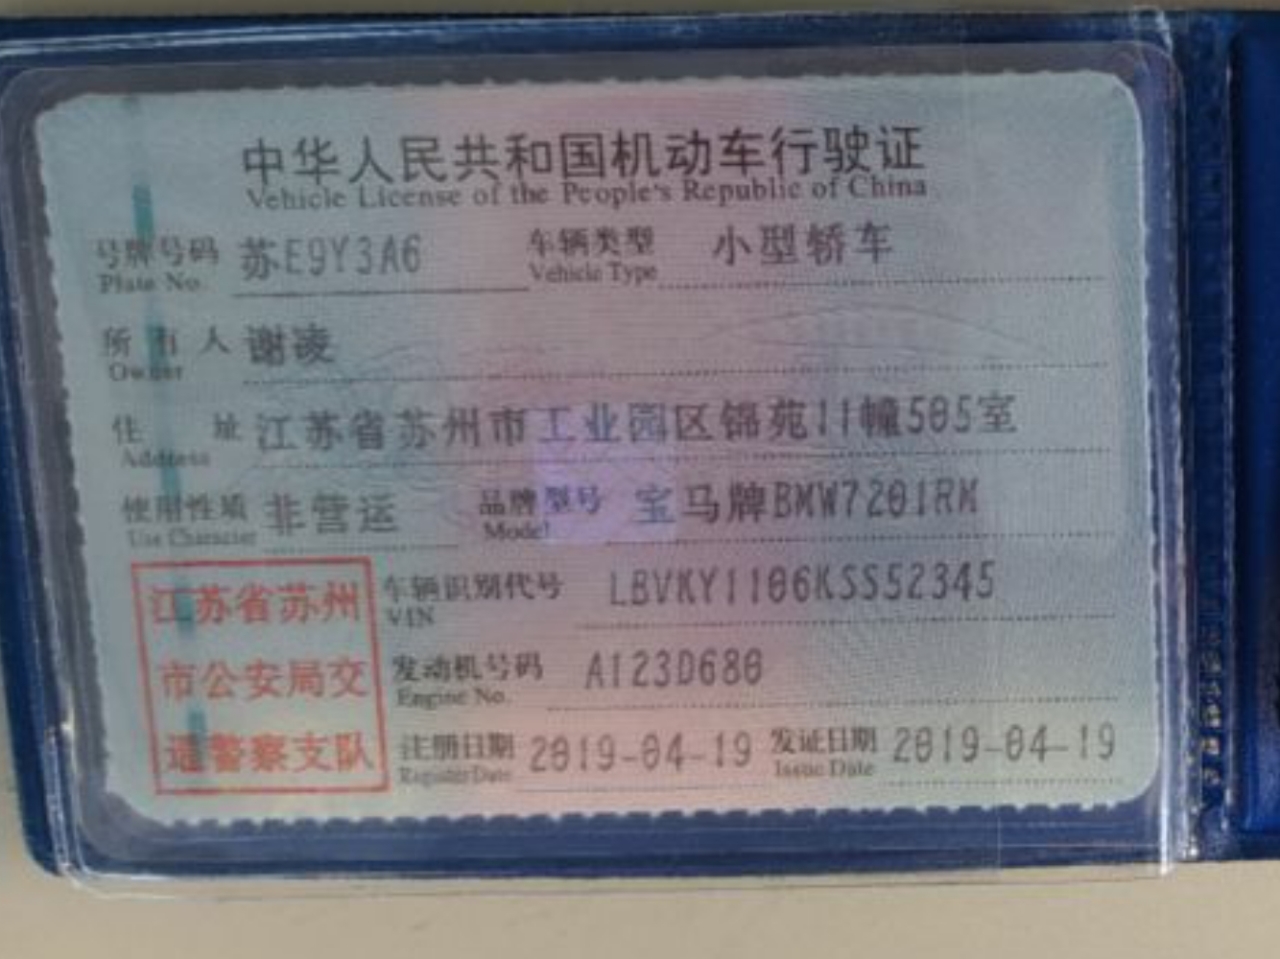 中华人民共和国机动车行驶证
Vehicle License of the People's Republic of China
号牌号码 苏E9Y3A6 车辆类型 小型轿车
Plate No. Vehicle Type
所有人 谢凌
Owner
住址 江苏省苏州市工业园区锦苑11幢505室
Address
使用性质 非营运 品牌型号 宝马牌BMW7201RM
Use Character Model
江苏省苏州
市公安局交
通警察支队
车辆识别代号 LBVKY1106KSS52345
VIN
发动机号码 A123D680
Engine No.
注册日期 2019-04-19 发证日期 2019-04-19
Register Date Issue Date